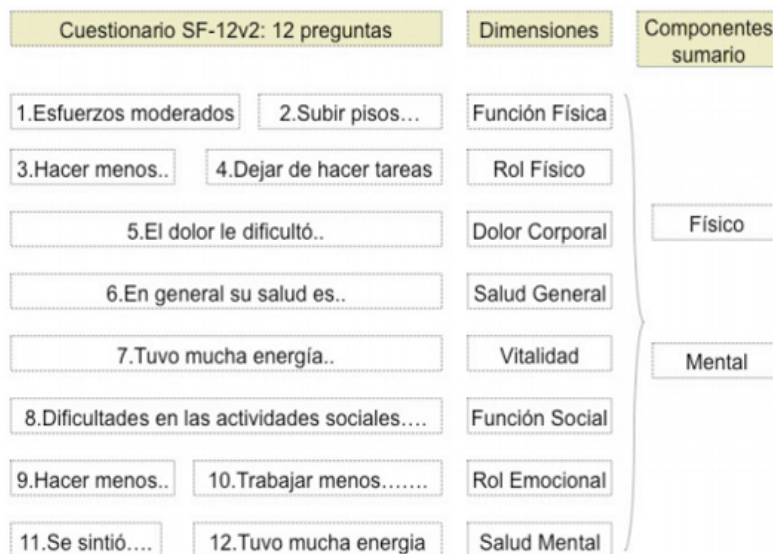 Cuestionario SF-12v2: 12 preguntas
Dimensiones
Componentes
sumario
1.Esfuerzos moderados
2.Subir pisos…
Función Física
3.Hacer menos..
4.Dejar de hacer tareas
Rol Físico
5.El dolor le dificultó..
Dolor Corporal
Físico
6.En general su salud es..
Salud General
7.Tuvo mucha energía..
Vitalidad
Mental
8.Dificultades en las actividades sociales….
Función Social
9.Hacer menos..
10.Trabajar menos…….
Rol Emocional
11.Se sintió….
12.Tuvo mucha energia
Salud Mental